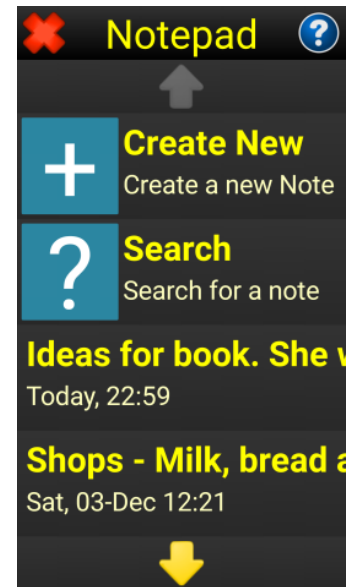 Notepad ?
+ Create New
Create a new Note
? Search
Search for a note
Ideas for book. She
Today, 22:59
Shops - Milk, bread
Sat, 03-Dec 12:21